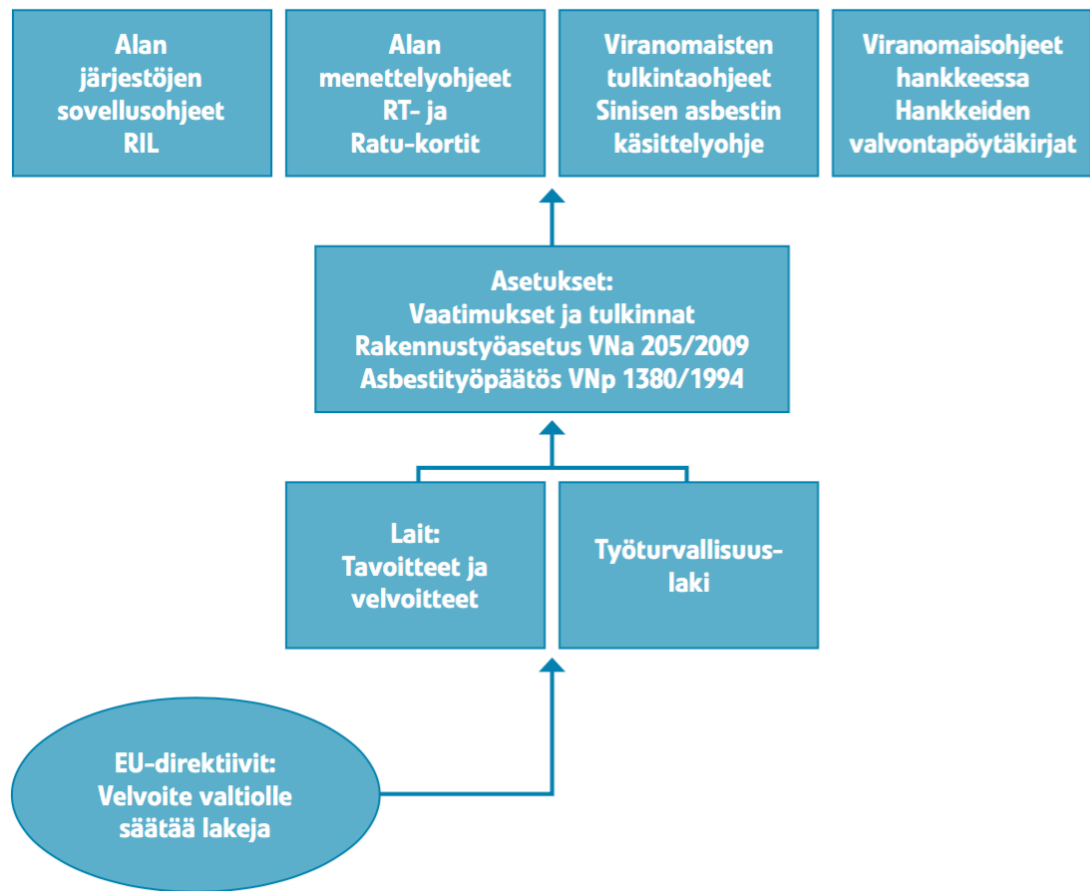 Alan
järjestöjen
sovellusohjeet
RIL
Alan
menettelyohjeet
RT- ja
Ratu-kortit
Viranomaisten
tulkintaohjeet
Sinisen asbestin
käsittelyohje
Viranomaisohjeet
hankkeessa
Hankkeiden
valvontapöytäkirjat
Asetukset:
Vaatimukset ja tulkinnat
Rakennustyöasetus VNa 205/2009
Asbestityöpäätös VNp 1380/1994
Lait:
Tavoitteet ja
velvoitteet
Työturvallisuus-
laki
EU-direktiivit:
Velvoite valtiolle
säätää lakeja